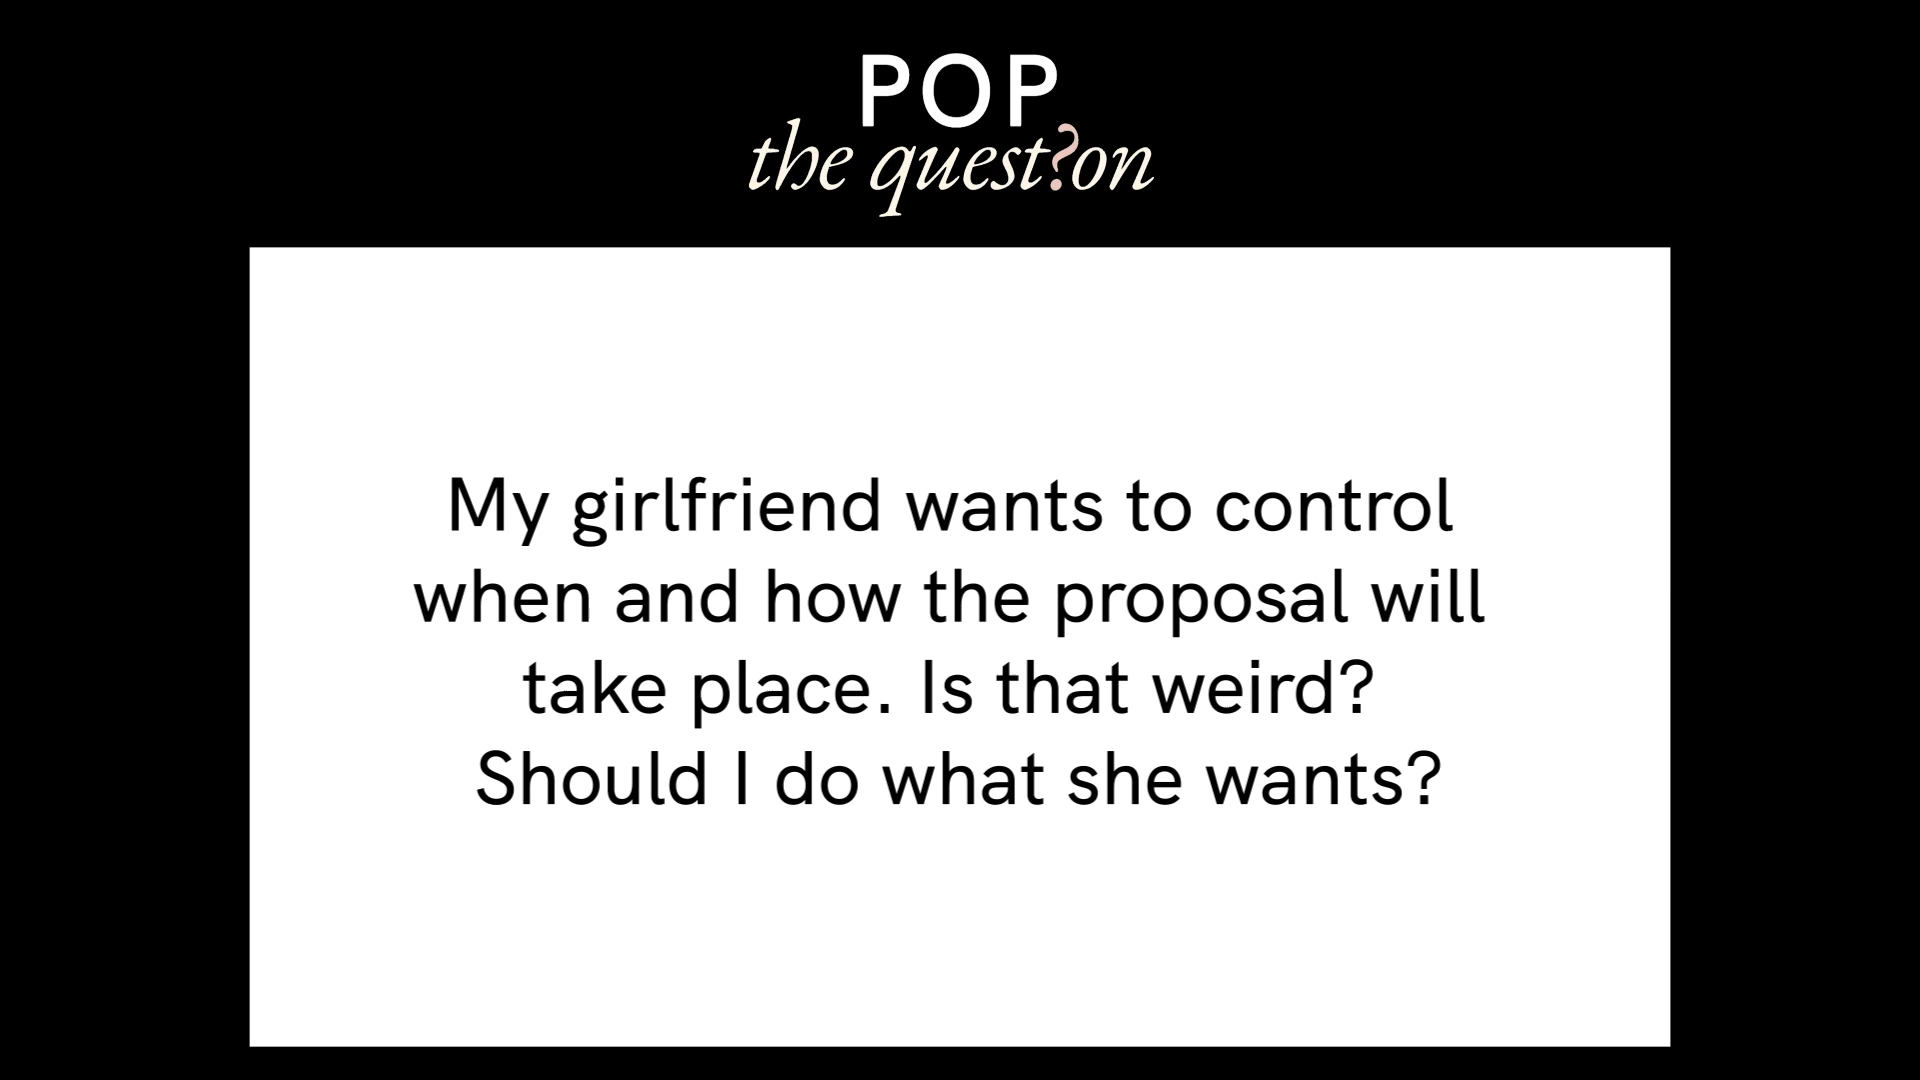 POP
the quest?on
My girlfriend wants to control
when and how the proposal will
take place. Is that weird?
Should I do what she wants?